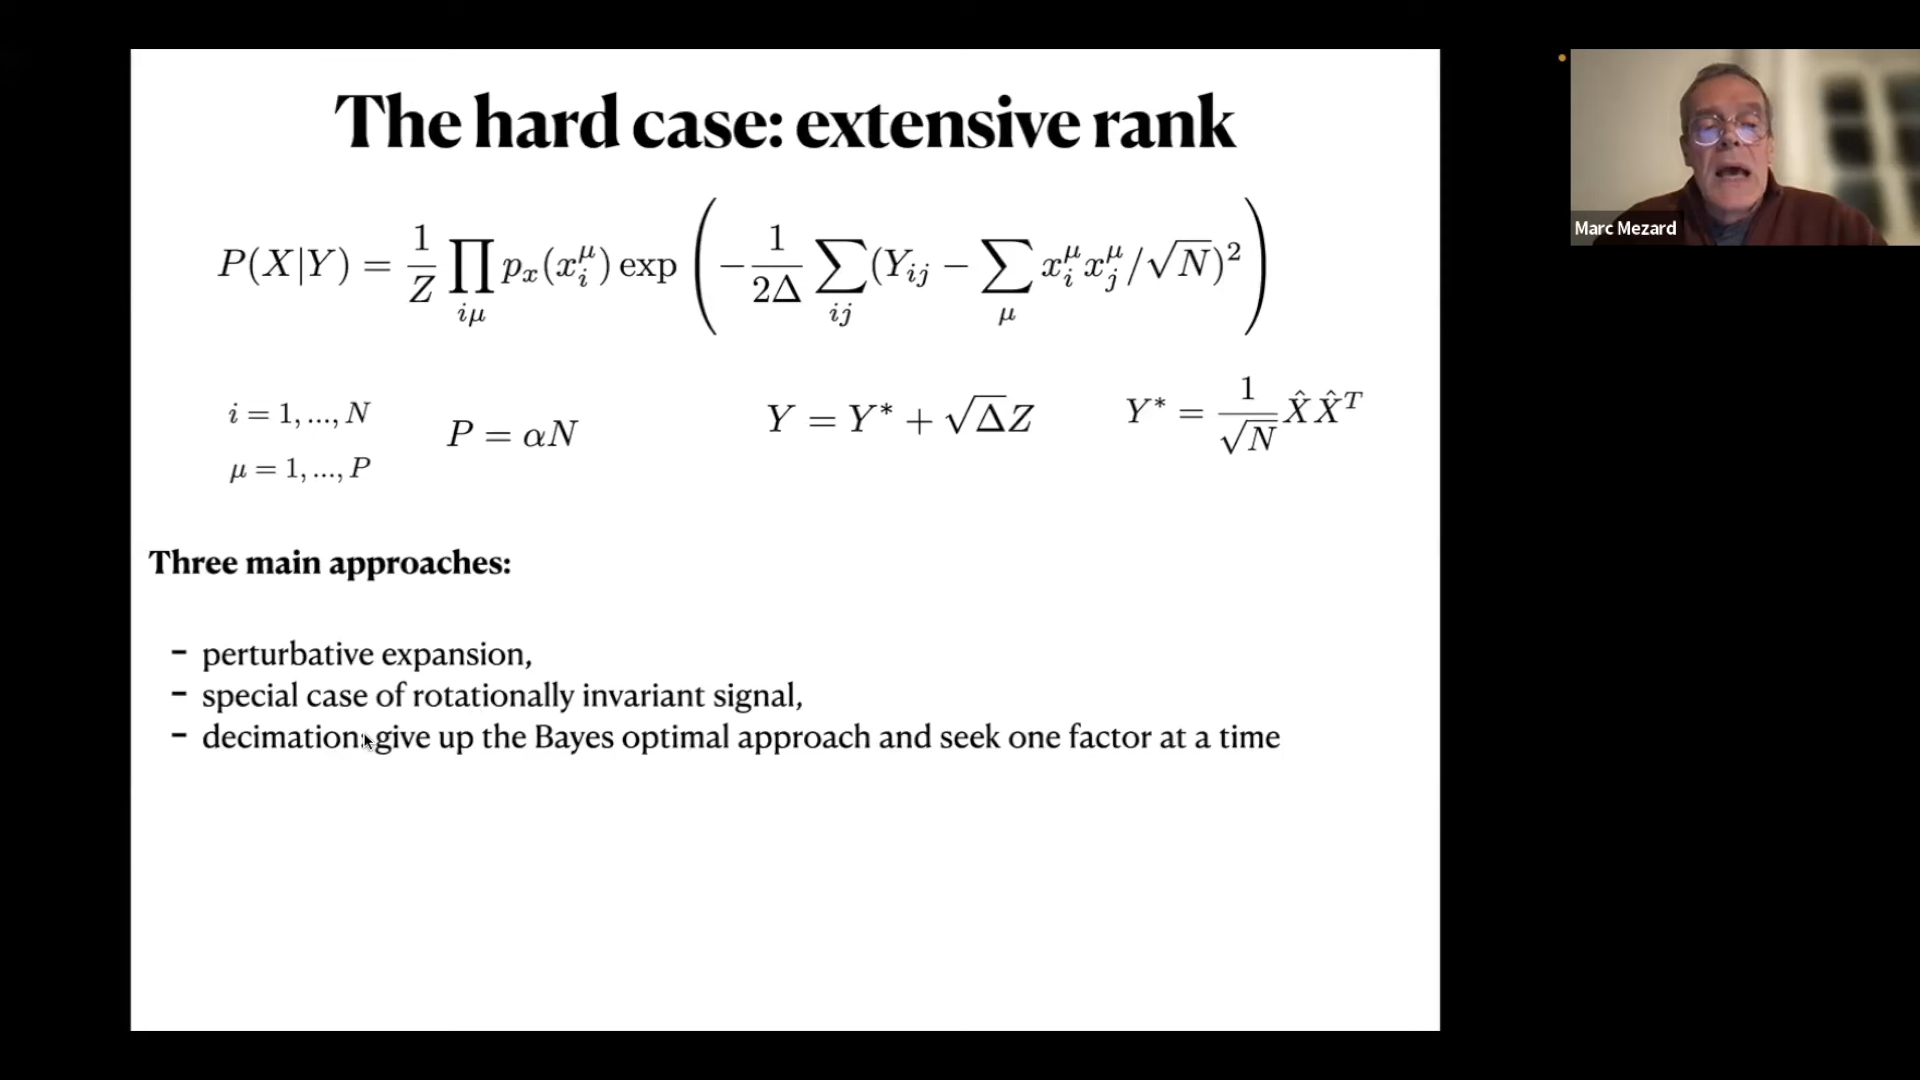 The hard case: extensive rank
P(X|Y) = \frac{1}{Z} \prod_{i\mu} p_x(x_i^\mu) \exp \left( -\frac{1}{2\Delta} \sum_{ij} (Y_{ij} - \sum_\mu x_i^\mu x_j^\mu / \sqrt{N})^2 \right)
i = 1, ..., N
μ = 1, ..., P
P = αN
Y = Y^* + \sqrt{\Delta} Z
Y^* = \frac{1}{\sqrt{N}} \hat{X} \hat{X}^T
Three main approaches:
- perturbative expansion,
- special case of rotationally invariant signal,
- decimation: give up the Bayes optimal approach and seek one factor at a time
Marc Mezard